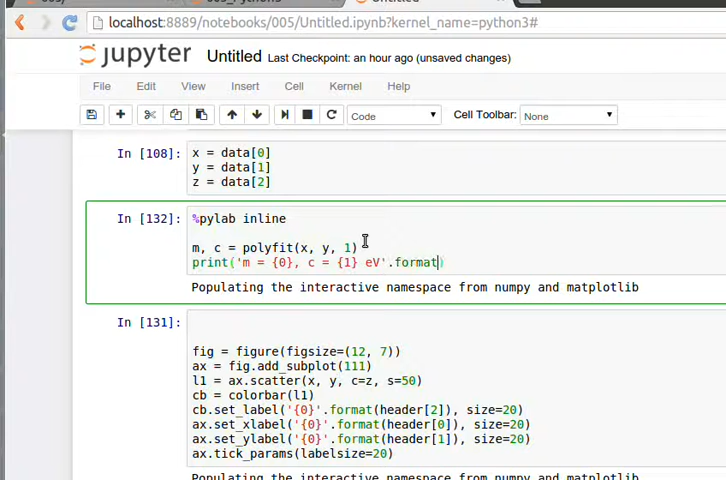 localhost:8889/notebooks/005/Untitled.ipynb?kernel_name=python3#
jupyter Untitled Last Checkpoint: an hour ago (unsaved changes)
File Edit View Insert Cell Kernel Help
Code Cell Toolbar: None
In [108]: x = data[0]
y = data[1]
z = data[2]
In [132]: %pylab inline
m, c = polyfit(x, y, 1)
print('m = {0}, c = {1} eV'.format)
Populating the interactive namespace from numpy and matplotlib
In [131]:
fig = figure(figsize=(12, 7))
ax = fig.add_subplot(111)
l1 = ax.scatter(x, y, c=z, s=50)
cb = colorbar(l1)
cb.set_label('{0}'.format(header[2]), size=20)
ax.set_xlabel('{0}'.format(header[0]), size=20)
ax.set_ylabel('{0}'.format(header[1]), size=20)
ax.tick_params(labelsize=20)
Populating the interactive namespace from numpy and matplotlib